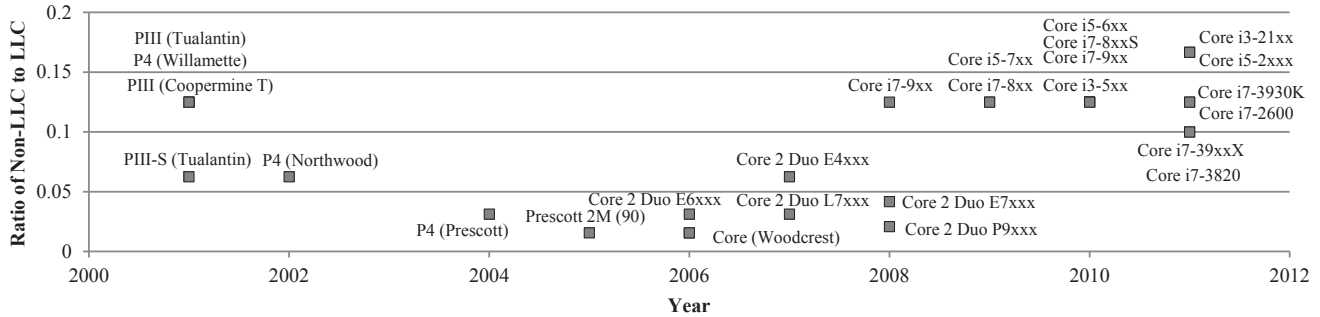 Ratio of Non-LLC to LLC
0.2
0.15
0.1
0.05
0
PIII (Tualantin)
P4 (Willamette)
PIII (Coopermine T)
PIII-S (Tualantin)
P4 (Northwood)
P4 (Prescott)
Prescott 2M (90)
Core 2 Duo E6xxx
Core (Woodcrest)
Core 2 Duo E4xxx
Core 2 Duo L7xxx
Core i7-9xx
Core 2 Duo E7xxx
Core 2 Duo P9xxx
Core i5-7xx
Core i7-8xx
Core i5-6xx
Core i7-8xxS
Core i7-9xx
Core i3-5xx
Core i3-21xx
Core i5-2xxx
Core i7-3930K
Core i7-2600
Core i7-39xxX
Core i7-3820
2000
2002
2004
2006
2008
2010
2012
Year